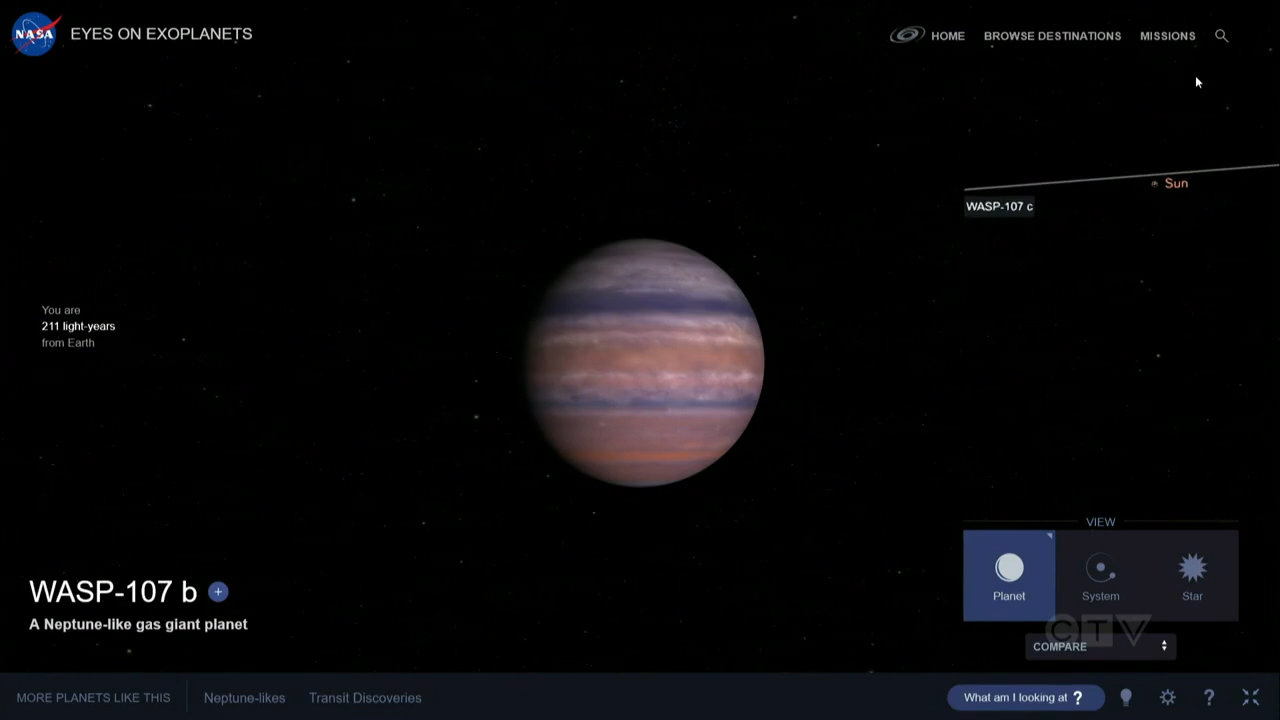 NASA
EYES ON EXOPLANETS
HOME
BROWSE DESTINATIONS
MISSIONS
Sun
WASP-107 c
You are
211 light-years
from Earth
VIEW
Planet
System
Star
CTV
COMPARE
WASP-107 b +
A Neptune-like gas giant planet
MORE PLANETS LIKE THIS
Neptune-likes
Transit Discoveries
What am I looking at ?
?